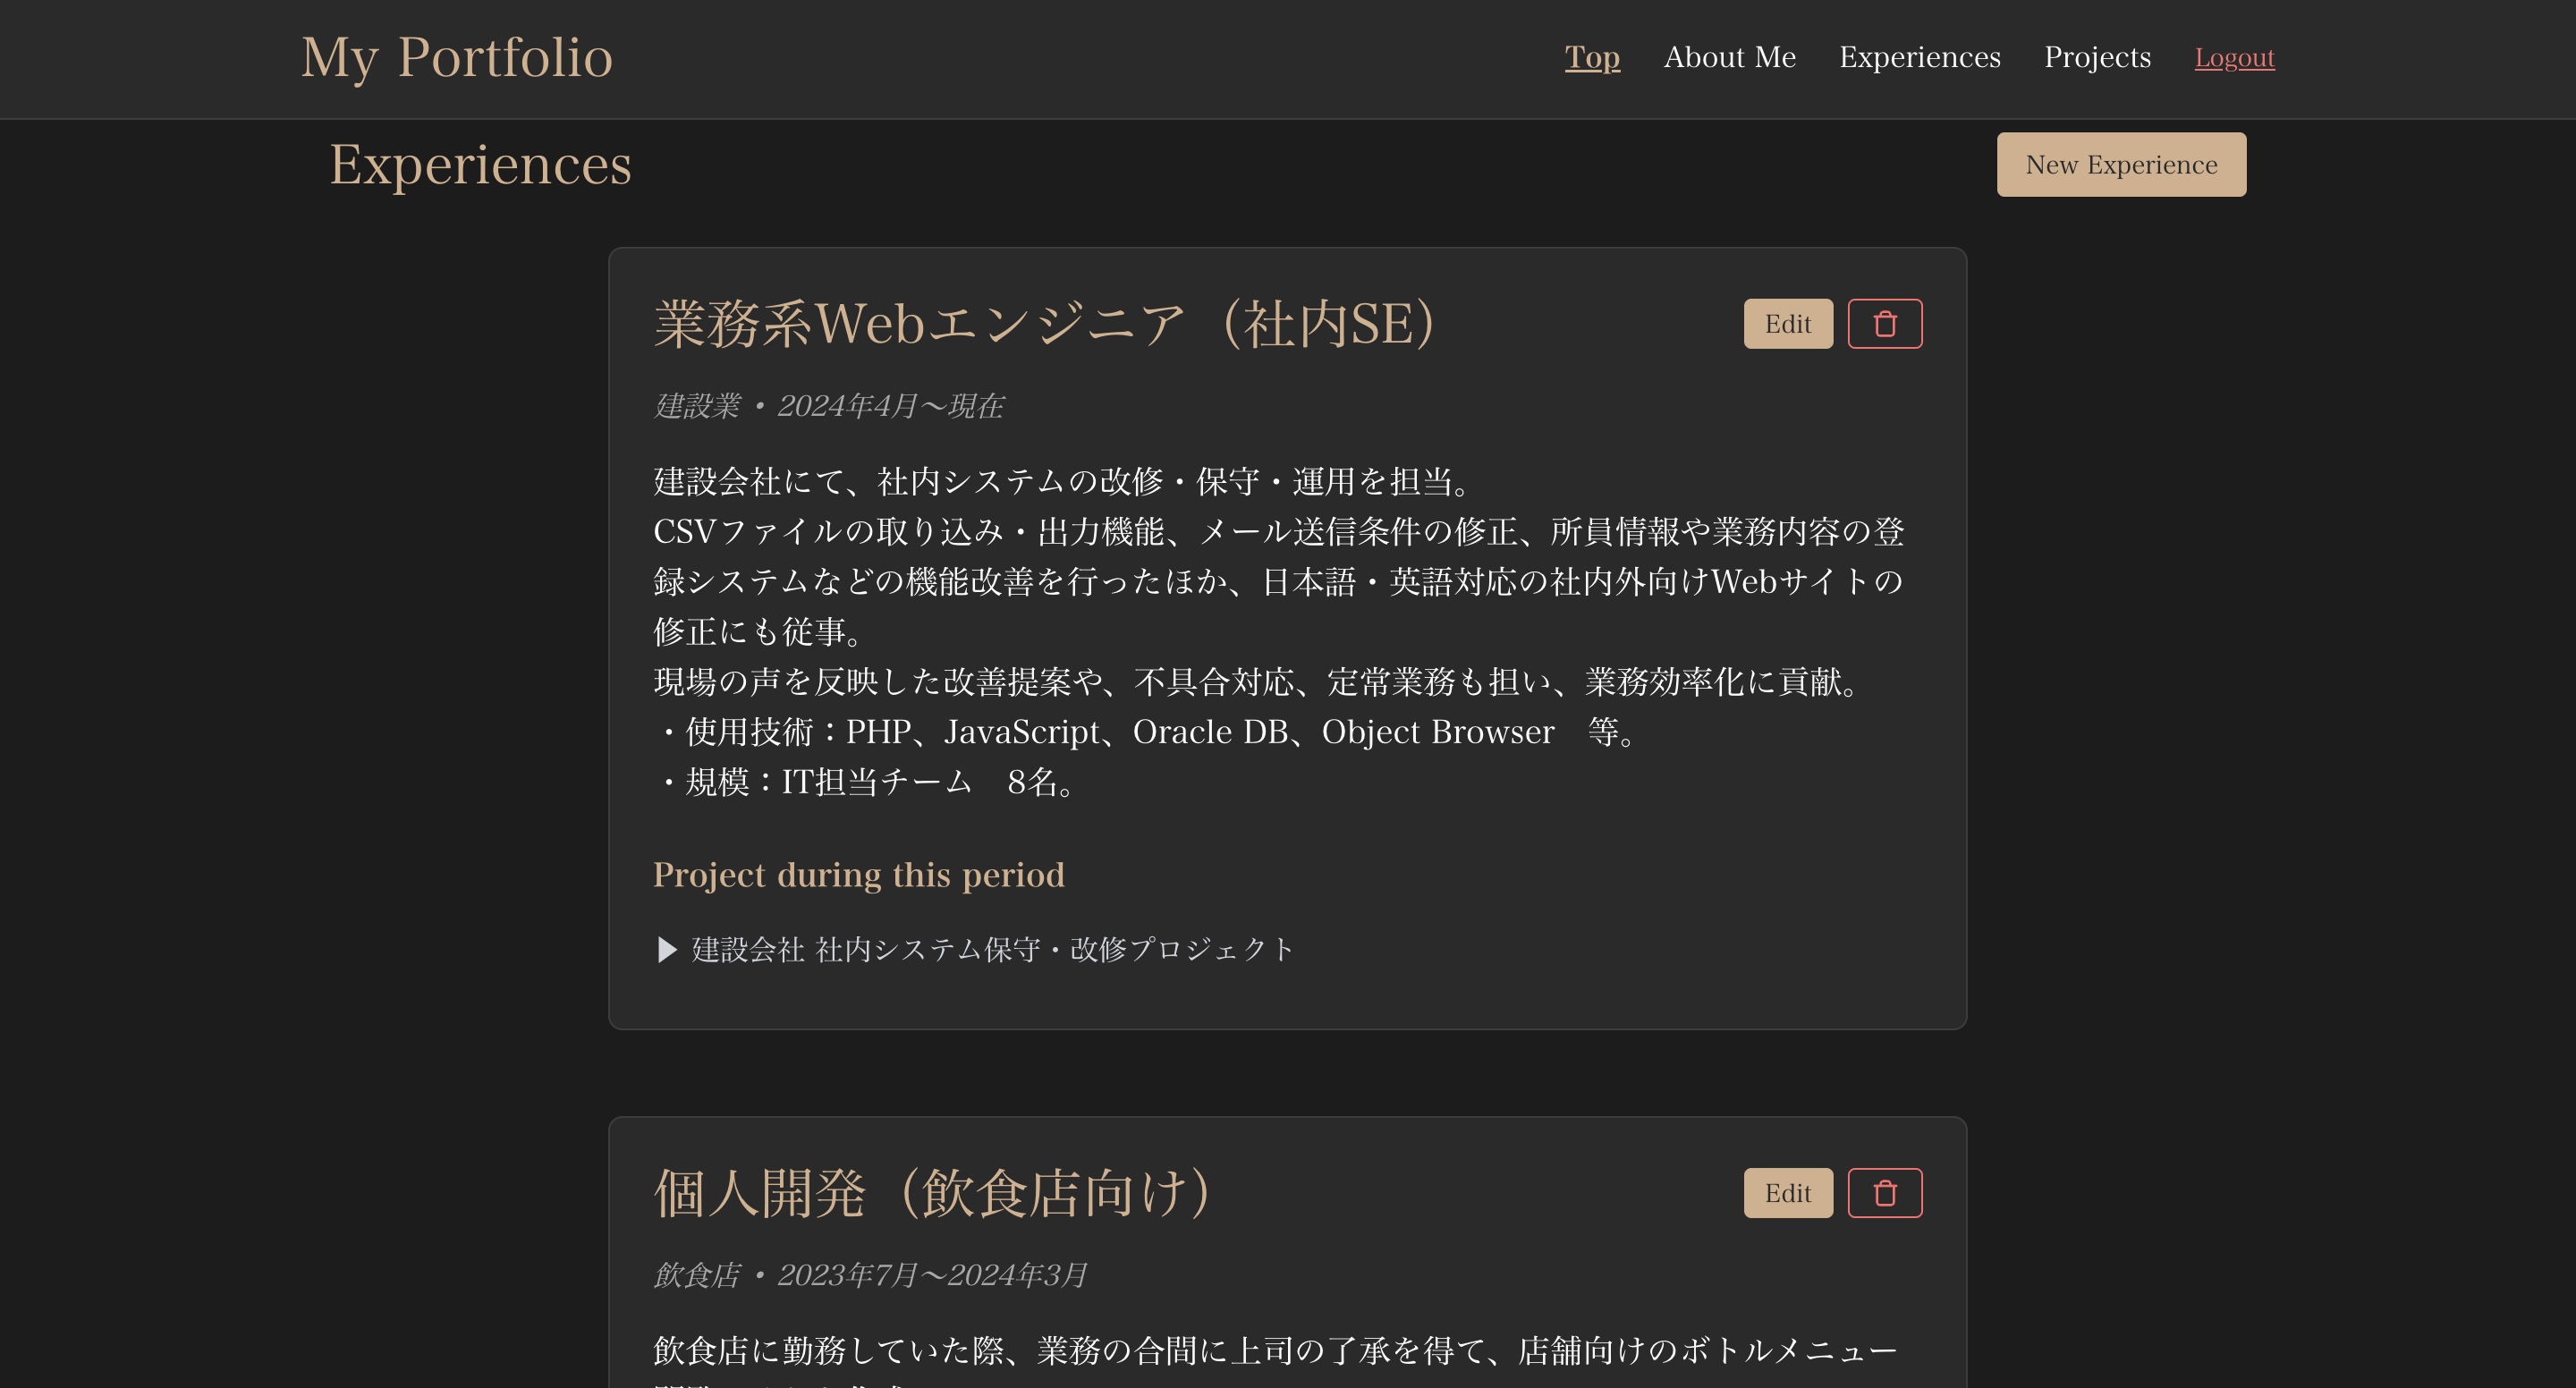 My Portfolio
Top About Me Experiences Projects Logout
Experiences
New Experience
業務系Webエンジニア（社内SE）
Edit
建設業 • 2024年4月〜現在
建設会社にて、社内システムの改修・保守・運用を担当。
CSVファイルの取り込み・出力機能、メール送信条件の修正、所員情報や業務内容の登
録システムなどの機能改善を行ったほか、日本語・英語対応の社内外向けWebサイトの
修正にも従事。
現場の声を反映した改善提案や、不具合対応、定常業務も担い、業務効率化に貢献。
・使用技術：PHP、JavaScript、Oracle DB、Object Browser　等。
・規模：IT担当チーム　8名。
Project during this period
▶ 建設会社 社内システム保守・改修プロジェクト
個人開発（飲食店向け）
Edit
飲食店 • 2023年7月〜2024年3月
飲食店に勤務していた際、業務の合間に上司の了承を得て、店舗向けのボトルメニュー